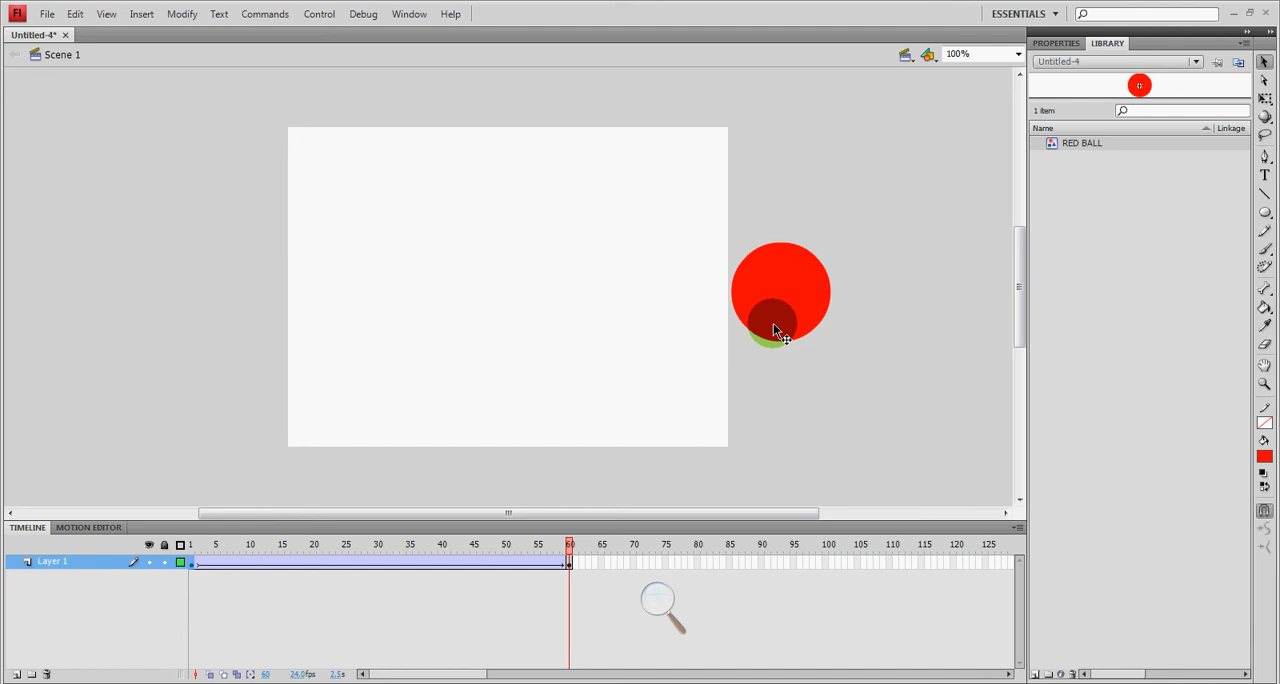 Fl File Edit View Insert Modify Text Commands Control Debug Window Help ESSENTIALS
Untitled-4*
Scene 1 100%
PROPERTIES LIBRARY
Untitled-4
1 item
Name Linkage
RED BALL
T
TIMELINE MOTION EDITOR
1 5 10 15 20 25 30 35 40 45 50 55 60 65 70 75 80 85 90 95 100 105 110 115 120 125
Layer 1
60 24.0fps 2.5s